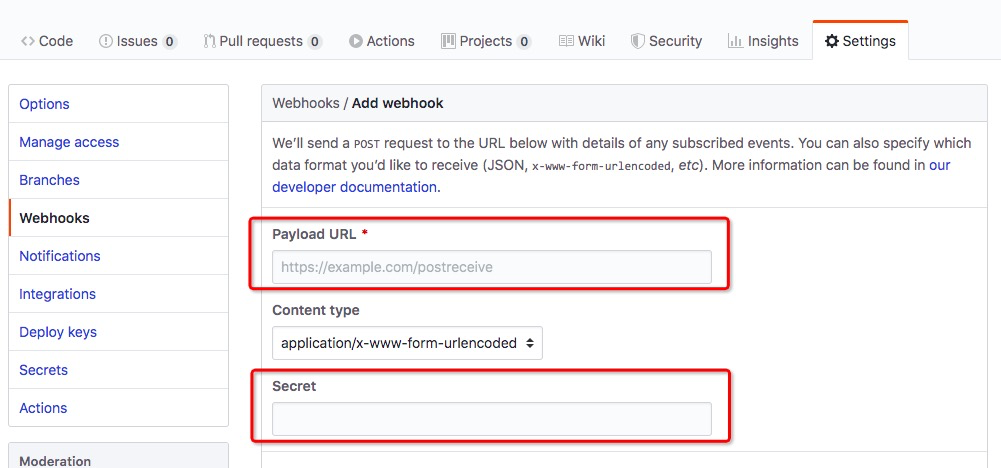 Code Issues 0 Pull requests 0 Actions Projects 0 Wiki Security Insights Settings
Options
Manage access
Branches
Webhooks
Notifications
Integrations
Deploy keys
Secrets
Actions
Moderation
Webhooks / Add webhook
We’ll send a POST request to the URL below with details of any subscribed events. You can also specify which
data format you’d like to receive (JSON, x-www-form-urlencoded, etc). More information can be found in our
developer documentation.
Payload URL *
https://example.com/postreceive
Content type
application/x-www-form-urlencoded
Secret